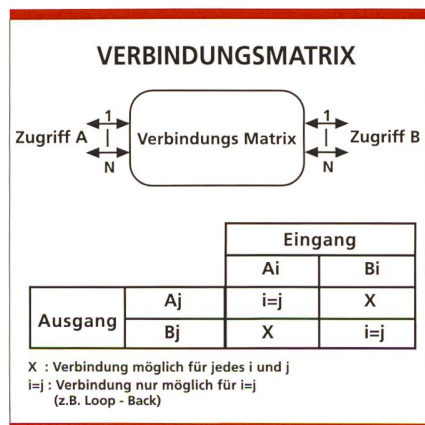 VERBINDUNGSMATRIX
Zugriff A
1
N
Verbindungs Matrix
1
N
Zugriff B
Eingang
Ai Bi
Ausgang
Aj i=j X
Bj X i=j
X : Verbindung möglich für jedes i und j
i=j : Verbindung nur möglich für i=j
(z.B. Loop - Back)